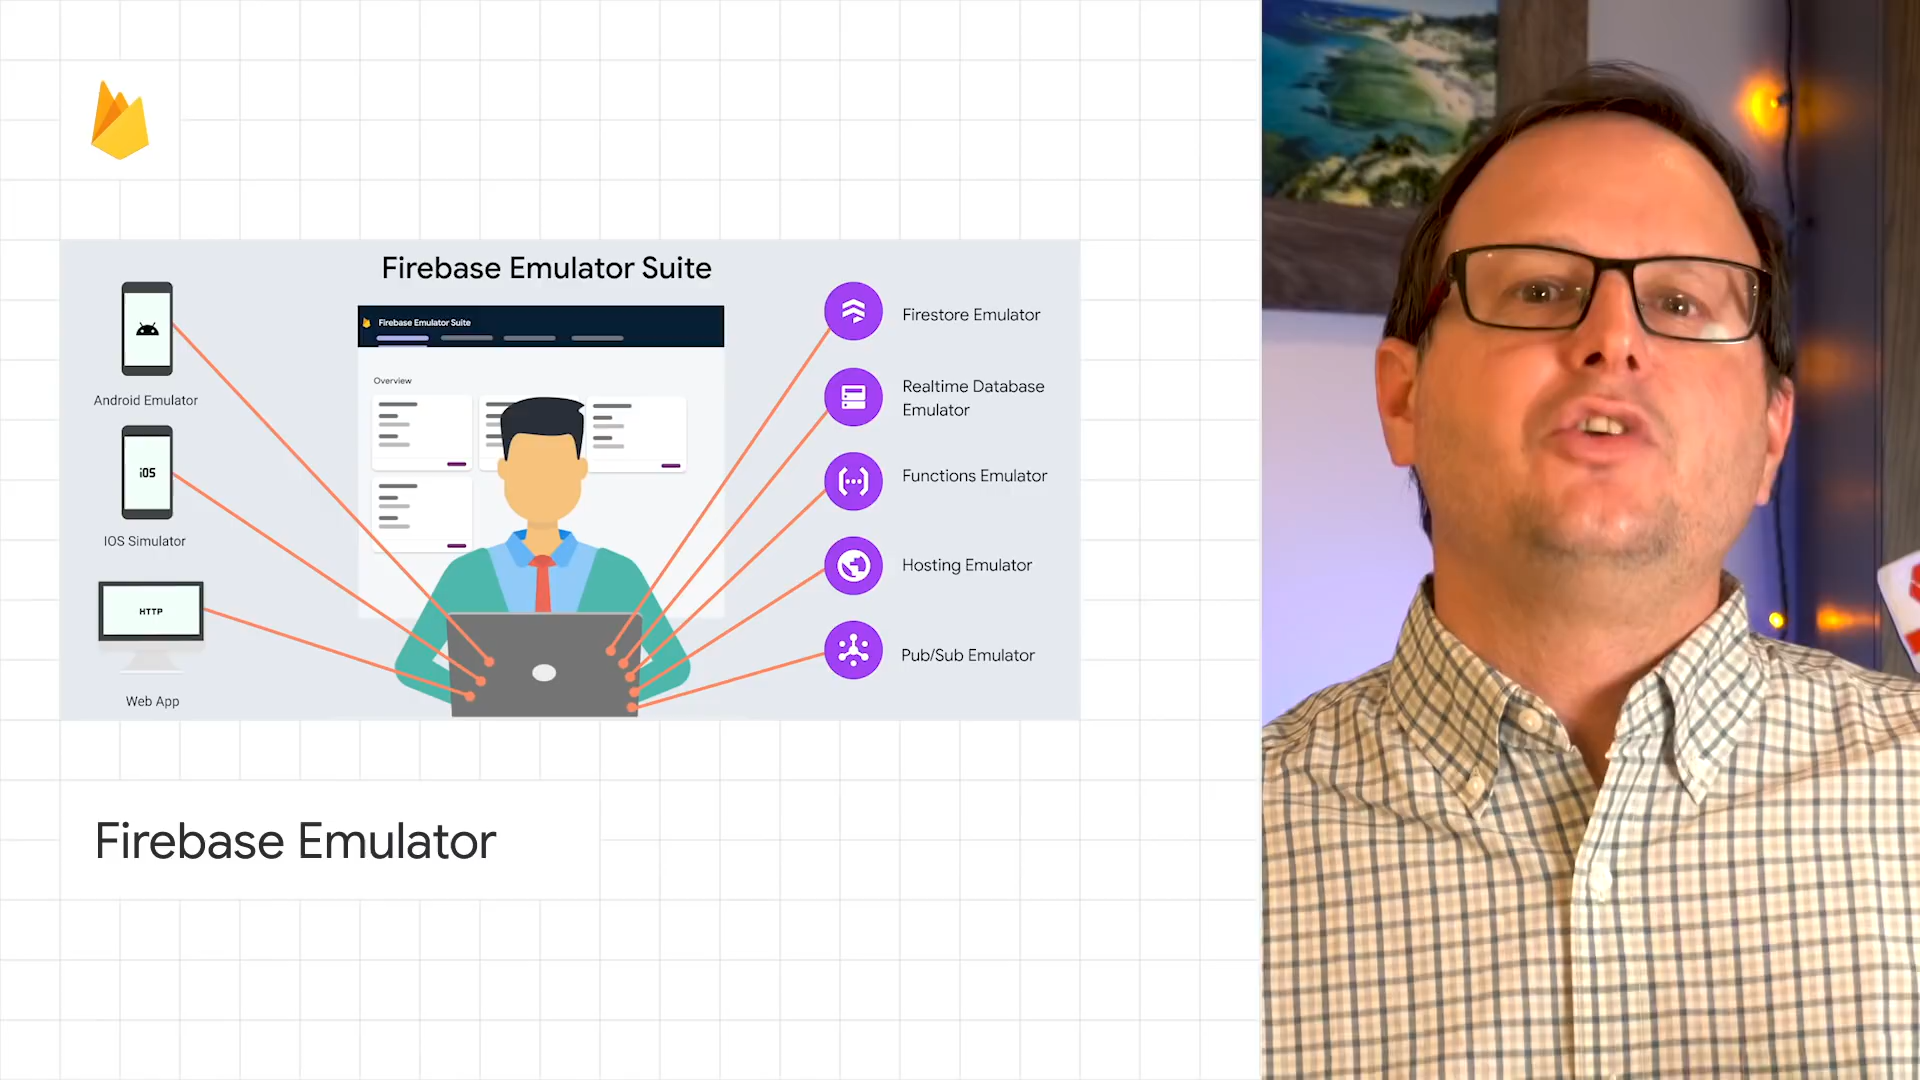 Firebase Emulator Suite
Firebase Emulator Suite
Overview
Android Emulator
iOS
IOS Simulator
HTTP
Web App
Firestore Emulator
Realtime Database
Emulator
Functions Emulator
Hosting Emulator
Pub/Sub Emulator
Firebase Emulator